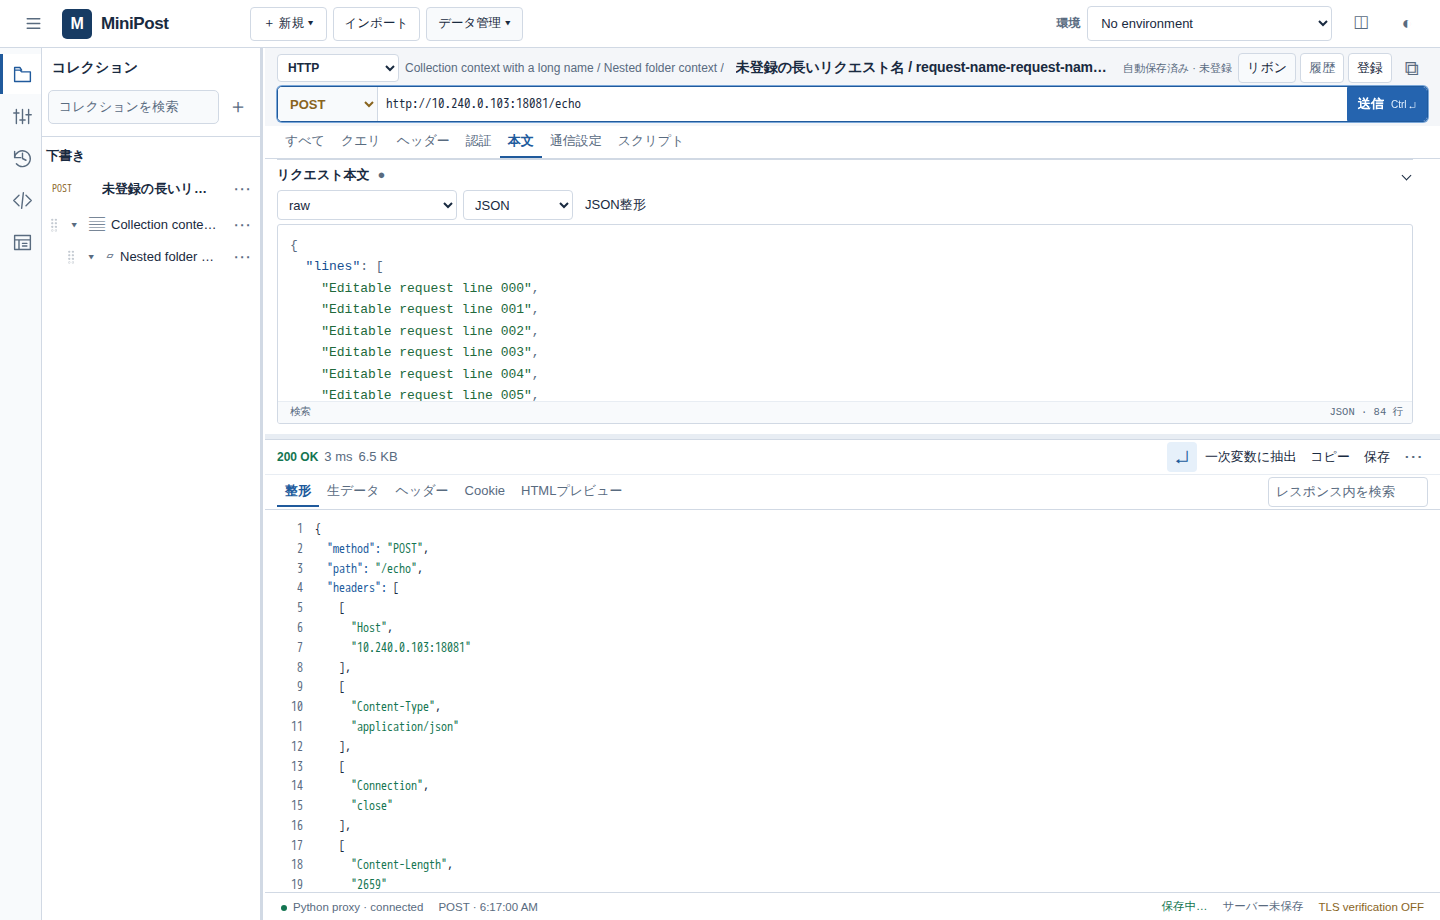 M MiniPost ＋ 新規 ▾ インポート データ管理 ▾ 環境 No environment
コレクション
コレクションを検索 ＋
下書き
POST 未登録の長いリ… ···
▾ Collection conte… ···
▾ Nested folder … ···
HTTP Collection context with a long name / Nested folder context / 未登録の長いリクエスト名 / request-name-request-nam… 自動保存済み · 未登録 リボン 履歴 登録
POST http://10.240.0.103:18081/echo 送信 Ctrl ↵
すべて クエリ ヘッダー 認証 本文 通信設定 スクリプト
リクエスト本文 ●
raw JSON JSON整形
{
"lines": [
"Editable request line 000",
"Editable request line 001",
"Editable request line 002",
"Editable request line 003",
"Editable request line 004",
"Editable request line 005",
検索 JSON · 84 行
200 OK 3 ms 6.5 KB 一次変数に抽出 コピー 保存 ···
整形 生データ ヘッダー Cookie HTMLプレビュー レスポンス内を検索
1 {
2 "method": "POST",
3 "path": "/echo",
4 "headers": [
5 [
6 "Host",
7 "10.240.0.103:18081"
8 ],
9 [
10 "Content-Type",
11 "application/json"
12 ],
13 [
14 "Connection",
15 "close"
16 ],
17 [
18 "Content-Length",
19 "2659"
● Python proxy · connected POST · 6:17:00 AM 保存中… サーバー未保存 TLS verification OFF